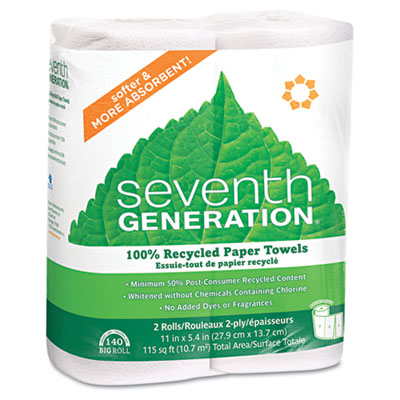 softer &
MORE ABSORBENT!
seventh
GENERATION®
100% Recycled Paper Towels
Essuie-tout de papier recyclé
• Minimum 50% Post-Consumer Recycled Content
• Whitened without Chemicals Containing Chlorine
• No Added Dyes or Fragrances
140
BIG ROLL
2 Rolls/Rouleaux 2-ply/épaisseurs
11 in x 5.4 in (27.9 cm x 13.7 cm)
115 sq ft (10.7 m²) Total Area/Surface Totale
seventh
GENERATION